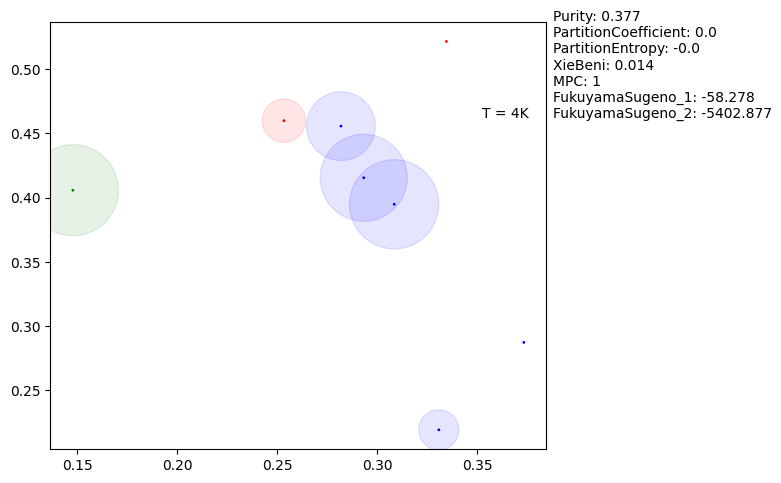 Purity: 0.377
PartitionCoefficient: 0.0
PartitionEntropy: -0.0
XieBeni: 0.014
MPC: 1
FukuyamaSugeno_1: -58.278
FukuyamaSugeno_2: -5402.877
T = 4K
0.50
0.45
0.40
0.35
0.30
0.25
0.15
0.20
0.25
0.30
0.35